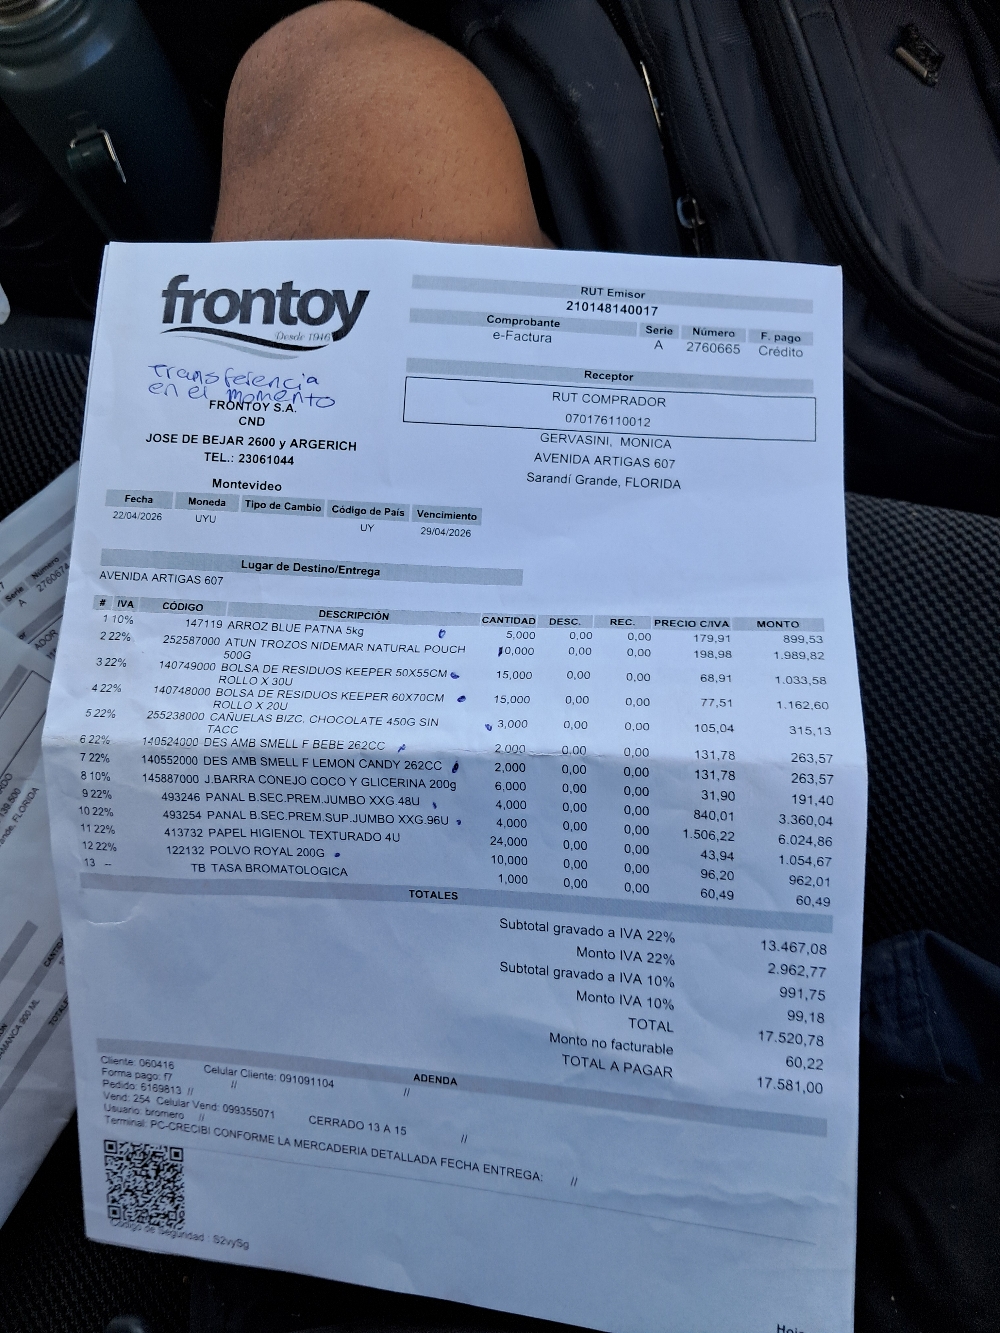 frontoy
Desde 1946
Transferencia
en el momento
FRONTOY S.A.
CND
JOSE DE BEJAR 2600 y ARGERICH
TEL.: 23061044
Montevideo
RUT Emisor
210148140017
Comprobante Serie Número F. pago
e-Factura A 2760665 Crédito
Receptor
RUT COMPRADOR
070176110012
GERVASINI, MONICA
AVENIDA ARTIGAS 607
Sarandí Grande, FLORIDA
Fecha Moneda Tipo de Cambio Código de País Vencimiento
22/04/2026 UYU UY 29/04/2026
Lugar de Destino/Entrega
AVENIDA ARTIGAS 607
# IVA CÓDIGO DESCRIPCIÓN CANTIDAD DESC. REC. PRECIO C/IVA MONTO
1 10% 147119 ARROZ BLUE PATNA 5kg 5,000 0,00 0,00 179,91 899,53
2 22% 252587000 ATUN TROZOS NIDEMAR NATURAL POUCH 10,000 0,00 0,00 198,98 1.989,82
500G
3 22% 140749000 BOLSA DE RESIDUOS KEEPER 50X55CM 15,000 0,00 0,00 68,91 1.033,58
ROLLO X 30U
4 22% 140748000 BOLSA DE RESIDUOS KEEPER 60X70CM 15,000 0,00 0,00 77,51 1.162,60
ROLLO X 20U
5 22% 255238000 CAÑUELAS BIZC. CHOCOLATE 450G SIN 3,000 0,00 0,00 105,04 315,13
TACC
6 22% 140524000 DES AMB SMELL F BEBE 262CC 2,000 0,00 0,00 131,78 263,57
7 22% 140552000 DES AMB SMELL F LEMON CANDY 262CC 2,000 0,00 0,00 131,78 263,57
8 10% 145887000 J.BARRA CONEJO COCO Y GLICERINA 200g 6,000 0,00 0,00 31,90 191,40
9 22% 493246 PANAL B.SEC.PREM.JUMBO XXG.48U 4,000 0,00 0,00 840,01 3.360,04
10 22% 493254 PANAL B.SEC.PREM.SUP.JUMBO XXG.96U 4,000 0,00 0,00 1.506,22 6.024,86
11 22% 413732 PAPEL HIGIENOL TEXTURADO 4U 24,000 0,00 0,00 43,94 1.054,67
12 22% 122132 POLVO ROYAL 200G 10,000 0,00 0,00 96,20 962,01
13 -- TB TASA BROMATOLOGICA 1,000 0,00 0,00 60,49 60,49
TOTALES
Subtotal gravado a IVA 22% 13.467,08
Monto IVA 22% 2.962,77
Subtotal gravado a IVA 10% 991,75
Monto IVA 10% 99,18
TOTAL 17.520,78
Monto no facturable 60,22
TOTAL A PAGAR 17.581,00
ADENDA
Cliente: 060416 Celular Cliente: 091091104 //
Forma pago: f7 //
Pedido: 6169813 //
Vend: 254 Celular Vend: 099355071 CERRADO 13 A 15 //
Usuario: bromero //
Terminal: PC-CRECIBI CONFORME LA MERCADERIA DETALLADA FECHA ENTREGA: //
Código de Seguridad : S2vySg
Serie Número
A